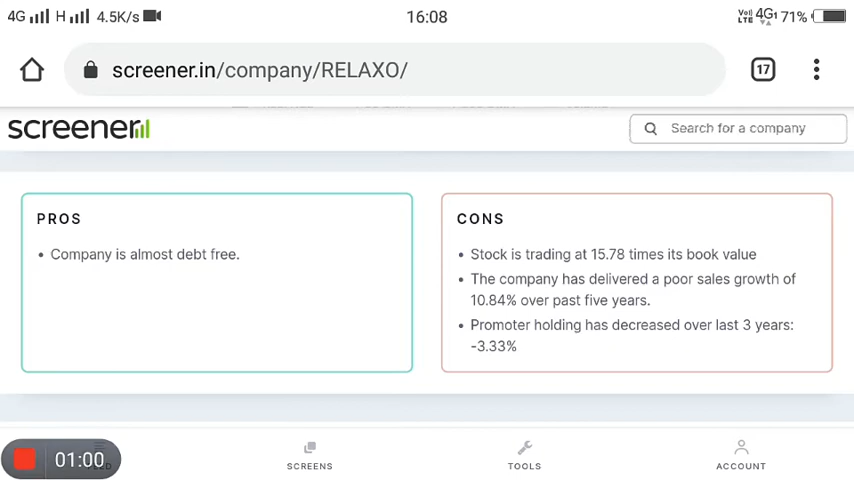 4G H 4.5K/s 16:08 VoI) LTE 4G1 71%
screener.in/company/RELAXO/ 17
screener Search for a company
PROS
• Company is almost debt free.
CONS
• Stock is trading at 15.78 times its book value
• The company has delivered a poor sales growth of
10.84% over past five years.
• Promoter holding has decreased over last 3 years:
-3.33%
01:00 SCREENS TOOLS ACCOUNT